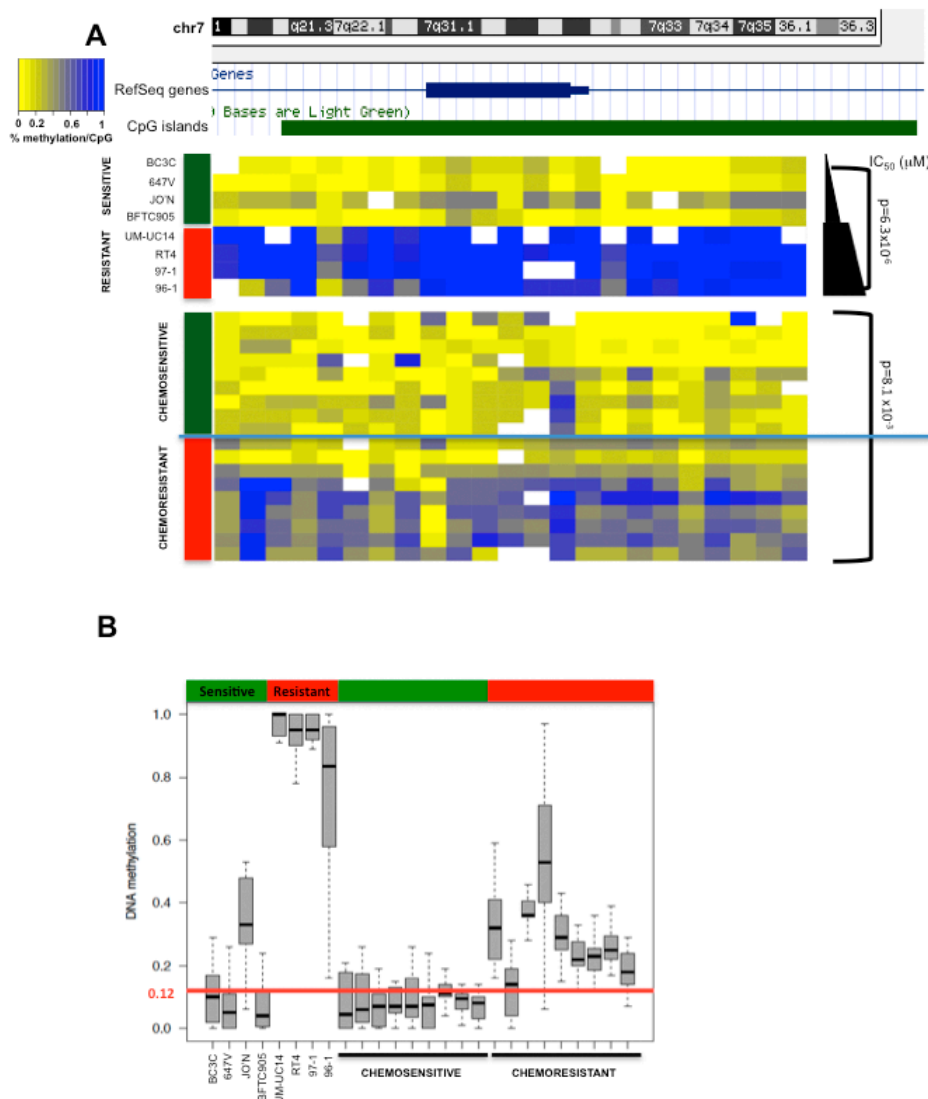 A
chr7
1 q21.3 7q22.1 7q31.1 7q33 7q34 7q35 36.1 36.3
Genes
RefSeq genes
) Bases are Light Green)
CpG islands
0 0.2 0.6 1
% methylation/CpG
SENSITIVE
BC3C
647V
JO'N
BFTC905
RESISTANT
UM-UC14
RT4
97-1
96-1
IC50 (µM)
p=6.3x10⁶
CHEMOSENSITIVE
CHEMORESISTANT
p=8.1 x10⁻³
B
Sensitive Resistant
DNA methylation
1.0
0.8
0.6
0.4
0.2
0.12
0.0
BC3C
647V
JO'N
BFTC905
UM-UC14
RT4
97-1
96-1
CHEMOSENSITIVE CHEMORESISTANT